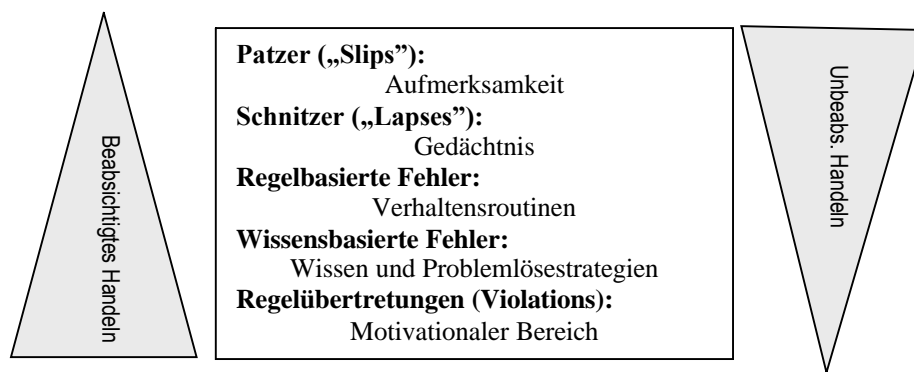 Beabsichtigtes Handeln
Patzer („Slips”):
Aufmerksamkeit
Schnitzer („Lapses”):
Gedächtnis
Regelbasierte Fehler:
Verhaltensroutinen
Wissensbasierte Fehler:
Wissen und Problemlösestrategien
Regelübertretungen (Violations):
Motivationaler Bereich
Unbeabs. Handeln